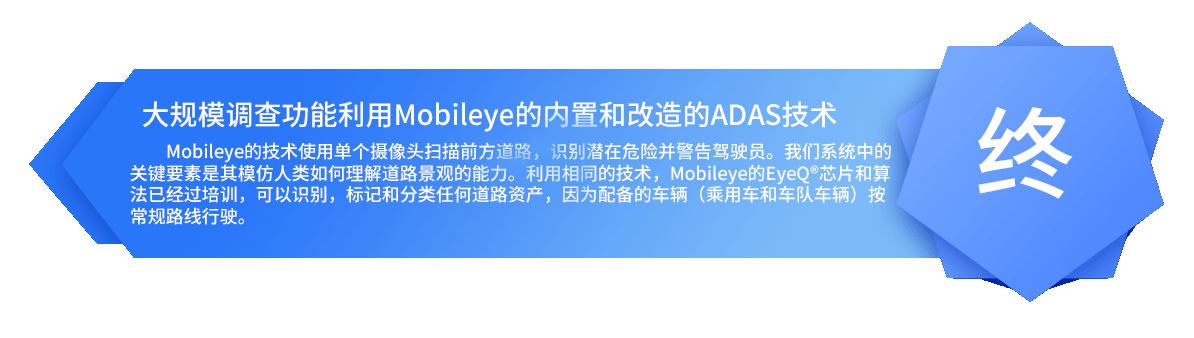 大规模调查功能利用Mobileye的内置和改造的ADAS技术
Mobileye的技术使用单个摄像头扫描前方道路，识别潜在危险并警告驾驶员。我们系统中的
关键要素是其模仿人类如何理解道路景观的能力。利用相同的技术，Mobileye的EyeQ®芯片和算
法已经过培训，可以识别，标记和分类任何道路资产，因为配备的车辆（乘用车和车队车辆）按
常规路线行驶。
终